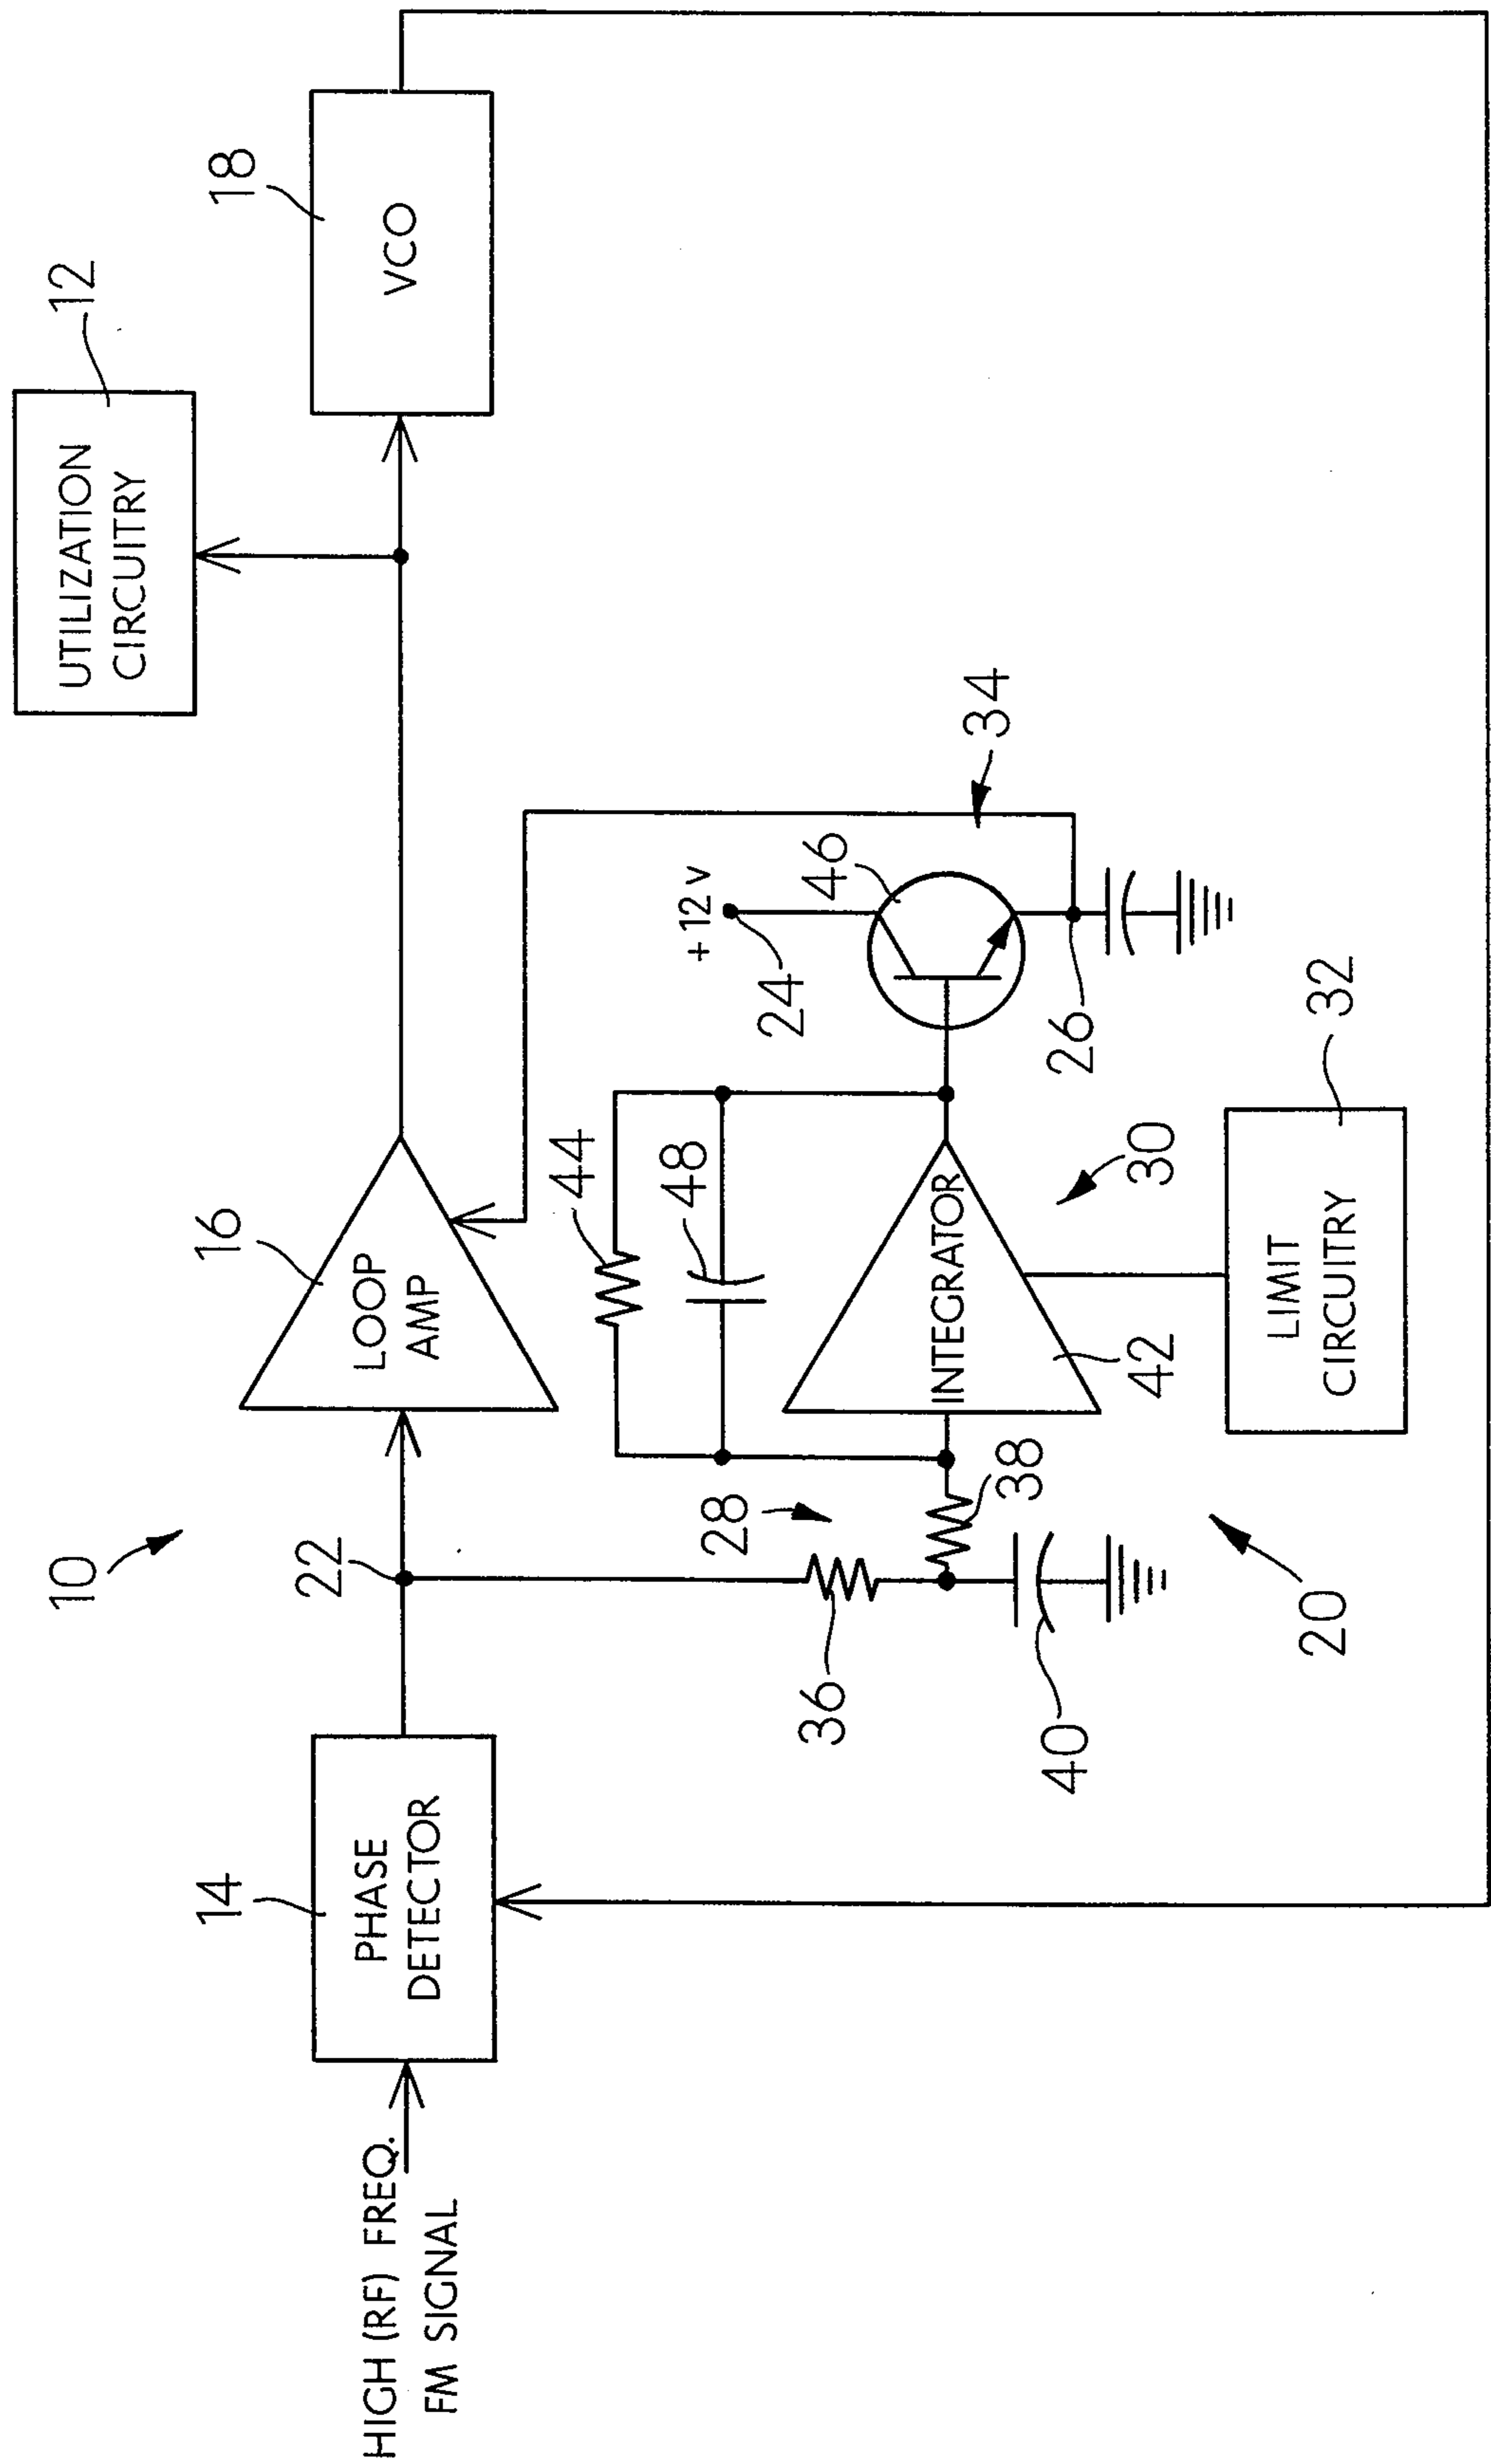 12
UTILIZATION
CIRCUITRY
18
VCO
16
LOOP
AMP
10
22
14
PHASE
DETECTOR
HIGH (RF) FREQ.
FM SIGNAL
44
48
+12 V
24
46
34
26
28
36
38
40
INTEGRATOR
42
30
32
LIMIT
CIRCUITRY
20